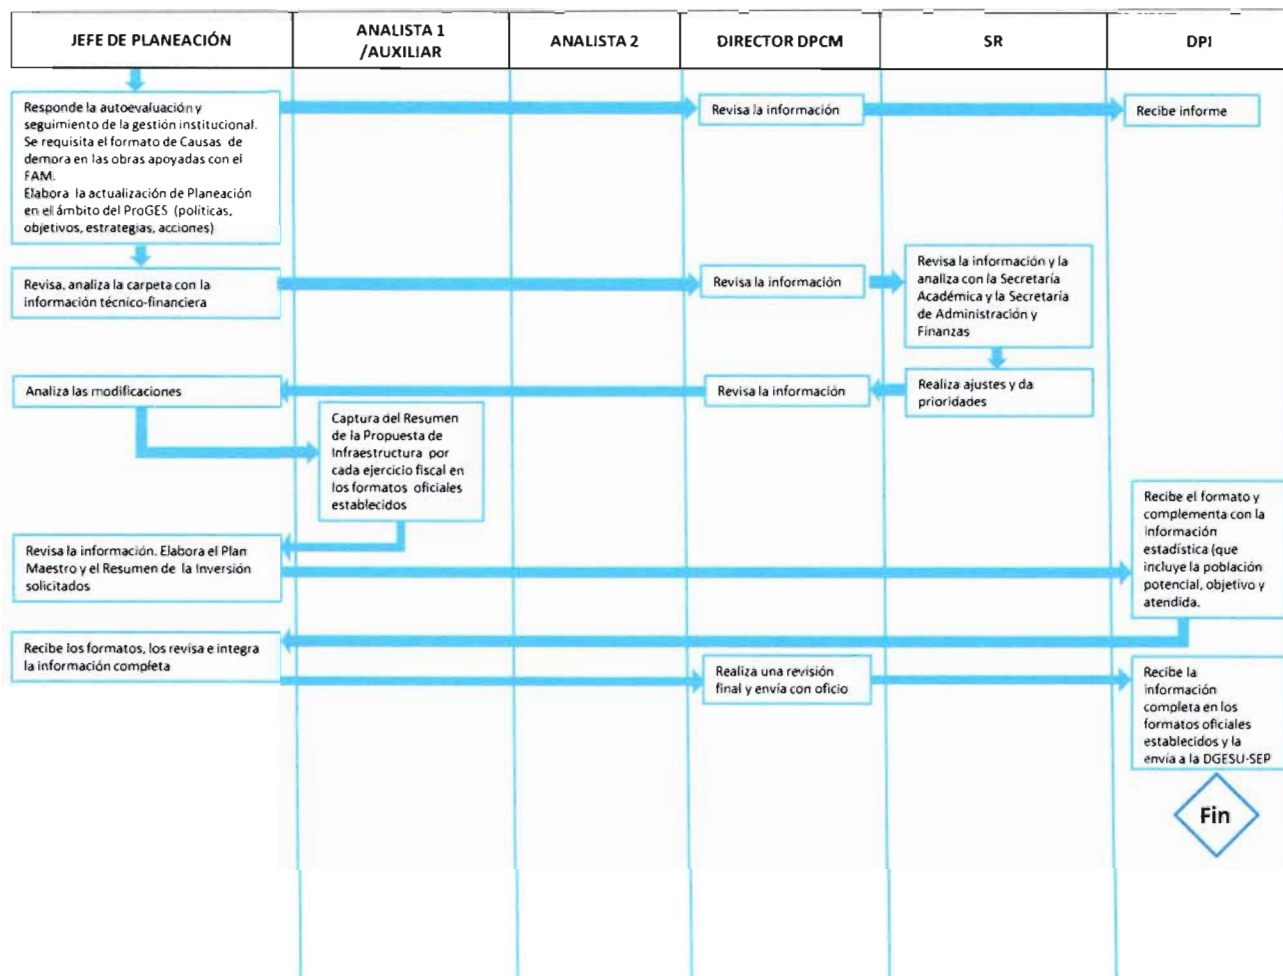 JEFE DE PLANEACIÓN
ANALISTA 1
/AUXILIAR
ANALISTA 2
DIRECTOR DPCM
SR
DPI
Responde la autoevaluación y
seguimiento de la gestión institucional.
Se requisita el formato de Causas de
demora en las obras apoyadas con el
FAM.
Elabora la actualización de Planeación
en el ámbito del ProGES (políticas,
objetivos, estrategias, acciones)
Revisa la información
Recibe informe
Revisa, analiza la carpeta con la
información técnico-financiera
Revisa la información
Revisa la información y la
analiza con la Secretaría
Académica y la Secretaría
de Administración y
Finanzas
Analiza las modificaciones
Revisa la información
Realiza ajustes y da
prioridades
Captura del Resumen
de la Propuesta de
Infraestructura por
cada ejercicio fiscal en
los formatos oficiales
establecidos
Revisa la información. Elabora el Plan
Maestro y el Resumen de la Inversión
solicitados
Recibe el formato y
complementa con la
información
estadística (que
incluye la población
potencial, objetivo y
atendida.
Recibe los formatos, los revisa e integra
la información completa
Realiza una revisión
final y envía con oficio
Recibe la
información
completa en los
formatos oficiales
establecidos y la
envía a la DGESU-SEP
Fin